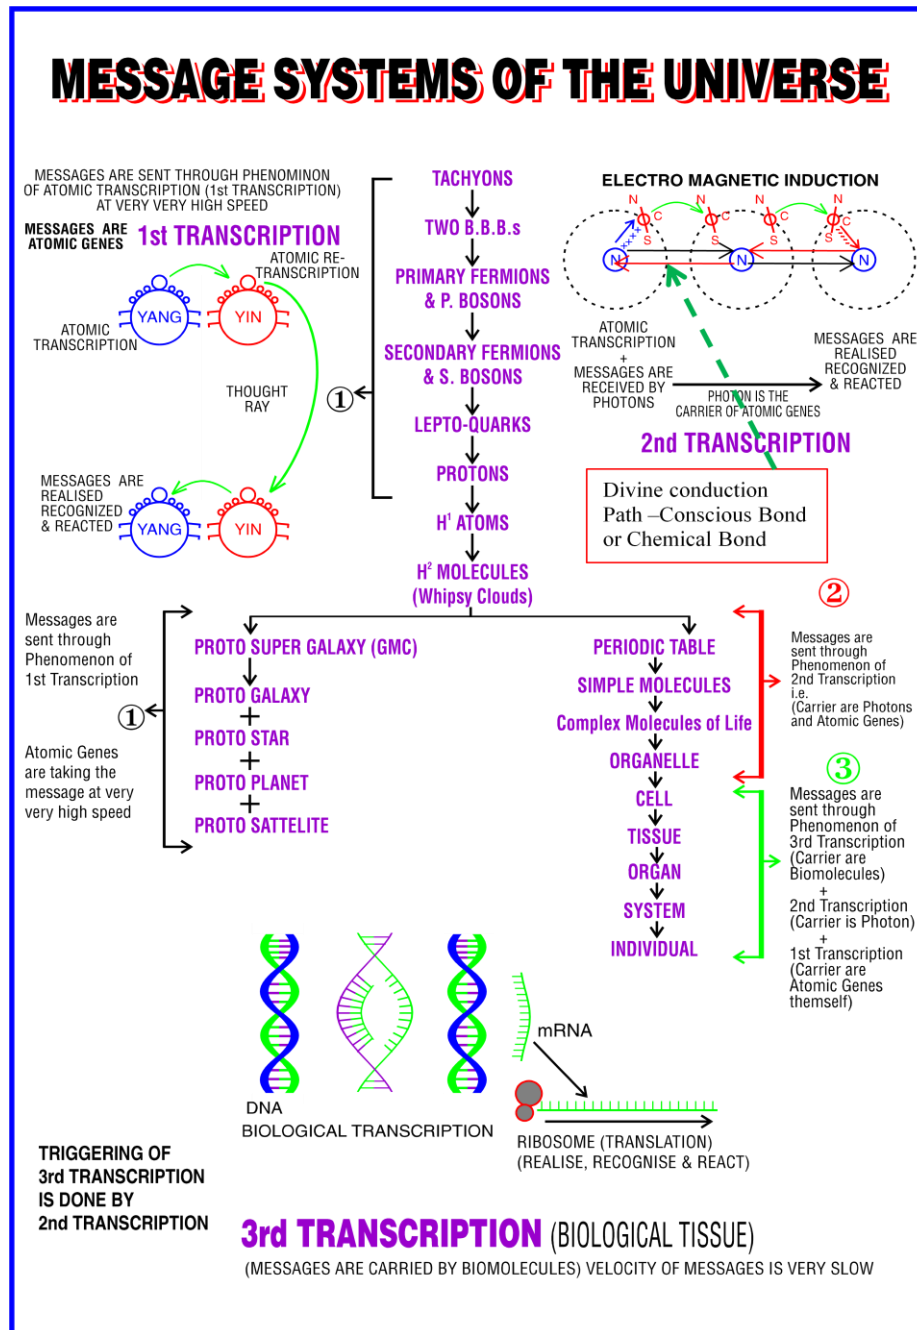 MESSAGE SYSTEMS OF THE UNIVERSE
MESSAGES ARE SENT THROUGH PHENOMINON
OF ATOMIC TRANSCRIPTION (1st TRANSCRIPTION)
AT VERY VERY HIGH SPEED
MESSAGES ARE
ATOMIC GENES
1st TRANSCRIPTION
ATOMIC RE-
TRANSCRIPTION
YANG
YIN
ATOMIC
TRANSCRIPTION
THOUGHT
RAY
MESSAGES ARE
REALISED
RECOGNIZED
& REACTED
YANG
YIN
①
TACHYONS
TWO B.B.B.s
PRIMARY FERMIONS
& P. BOSONS
SECONDARY FERMIONS
& S. BOSONS
LEPTO-QUARKS
PROTONS
H¹ ATOMS
H² MOLECULES
(Whipsy Clouds)
ELECTRO MAGNETIC INDUCTION
N N N N
C C C C
S S S S
xxxx
N N N
ATOMIC
TRANSCRIPTION
+
MESSAGES ARE
RECEIVED BY
PHOTONS
PHOTON IS THE
CARRIER OF ATOMIC GENES
MESSAGES ARE
REALISED
RECOGNIZED
& REACTED
2nd TRANSCRIPTION
Divine conduction
Path –Conscious Bond
or Chemical Bond
Messages are
sent through
Phenomenon of
1st Transcription
①
Atomic Genes
are taking the
message at very
very high speed
PROTO SUPER GALAXY (GMC)
PROTO GALAXY
+
PROTO STAR
+
PROTO PLANET
+
PROTO SATTELITE
PERIODIC TABLE
SIMPLE MOLECULES
Complex Molecules of Life
ORGANELLE
CELL
TISSUE
ORGAN
SYSTEM
INDIVIDUAL
②
Messages are
sent through
Phenomenon of
2nd Transcription
i.e.
(Carrier are Photons
and Atomic Genes)
③
Messages are
sent through
Phenomenon of
3rd Transcription
(Carrier are
Biomolecules)
+
2nd Transcription
(Carrier is Photon)
+
1st Transcription
(Carrier are
Atomic Genes
themself)
mRNA
DNA
BIOLOGICAL TRANSCRIPTION
RIBOSOME (TRANSLATION)
(REALISE, RECOGNISE & REACT)
TRIGGERING OF
3rd TRANSCRIPTION
IS DONE BY
2nd TRANSCRIPTION
3rd TRANSCRIPTION (BIOLOGICAL TISSUE)
(MESSAGES ARE CARRIED BY BIOMOLECULES) VELOCITY OF MESSAGES IS VERY SLOW